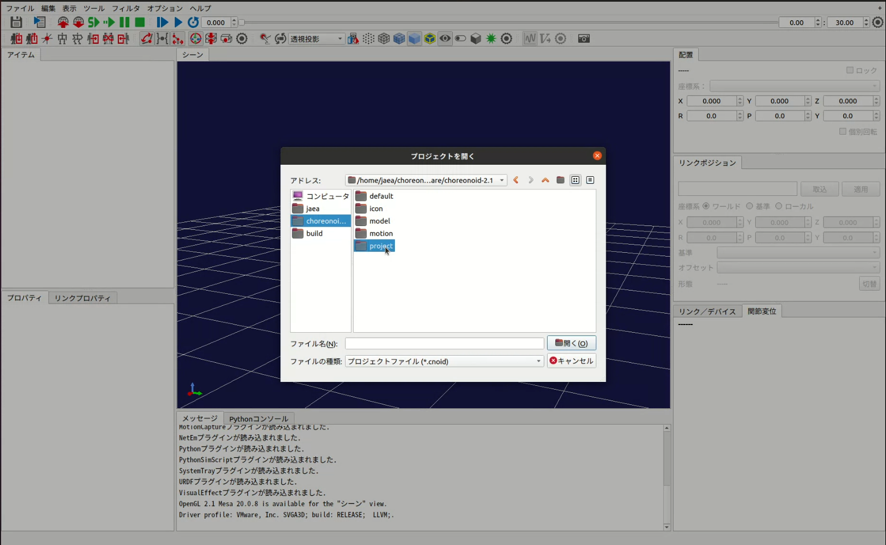 ファイル 編集 表示 ツール フィルタ オプション ヘルプ
0.000 0.00 : 30.00
透視投影
アイテム シーン 配置
----- ロック
座標系：
X 0.000 Y 0.000 Z 0.000
R 0.0 P 0.0 Y 0.0
個別回転
リンクポジション
取込 適用
座標系 ワールド 基準 ローカル
X 0.000 Y 0.000 Z 0.000
R 0.0 P 0.0 Y 0.0
基準
オフセット
形態 ---- 切替
プロジェクトを開く
アドレス: /home/jaea/choreon...are/choreonoid-2.1
コンピュータ
jaea
choreonoi...
build
default
icon
model
motion
project
ファイル名(N): 開く(O)
ファイルの種類: プロジェクトファイル (*.cnoid) キャンセル
プロパティ リンクプロパティ
リンク／デバイス 関節変位
------
メッセージ Pythonコンソール
MotionCaptureプラグインが読み込まれました.
NetEmプラグインが読み込まれました.
Pythonプラグインが読み込まれました.
PythonSimScriptプラグインが読み込まれました.
SystemTrayプラグインが読み込まれました.
URDFプラグインが読み込まれました.
VisualEffectプラグインが読み込まれました.
OpenGL 2.1 Mesa 20.0.8 is available for the "シーン" view.
Driver profile: VMware, Inc. SVGA3D; build: RELEASE; LLVM;.